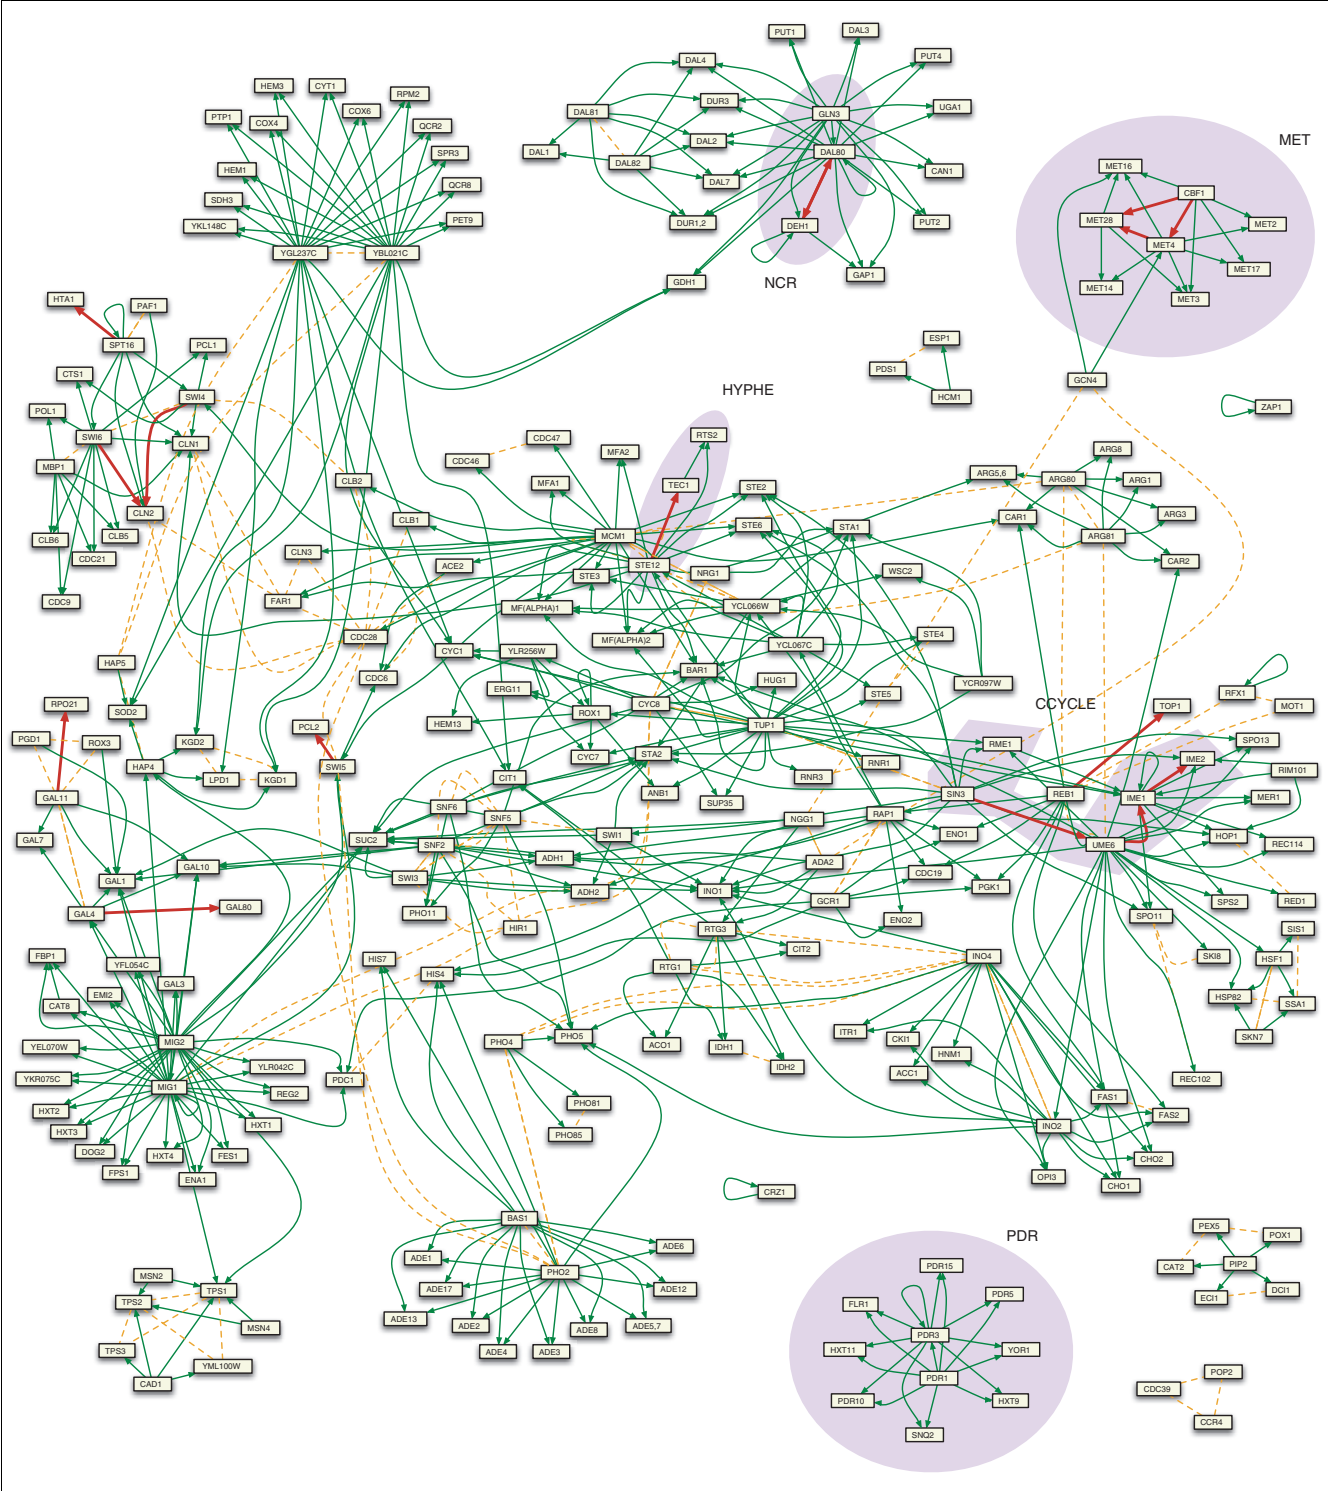 PUT1
DAL3
DAL4
PUT4
HEM3
CYT1
RPM2
DUR3
UGA1
COX6
DAL81
GLN3
PTP1
COX4
QCR2
MET
DAL2
DAL1
DAL80
SPR3
DAL82
MET16
HEM1
CAN1
DAL7
QCR8
CBF1
SDH3
MET28
MET2
YKL148C
PET9
DUR1,2
DEH1
PUT2
MET4
YGL237C
YBL021C
MET17
GAP1
NCR
GDH1
MET14
MET3
HTA1
PAF1
ESP1
SPT16
PCL1
PDS1
GCN4
CTS1
HYPHE
SWI4
HCM1
ZAP1
POL1
SWI6
CLN1
CDC47
RTS2
MFA2
ARG8
MBP1
CDC46
ARG5,6
ARG80
ARG1
CLB2
MFA1
TEC1
STE2
CLN2
CLB1
STE6
STA1
CAR1
ARG3
CLB6
CLB5
MCM1
ARG81
CLN3
CDC21
ACE2
STE3
STE12
NRG1
WSC2
CAR2
CDC9
FAR1
MF(ALPHA)1
YCL066W
CDC28
MF(ALPHA)2
YCL067C
STE4
CYC1
YLR256W
HAP5
CDC6
BAR1
HUG1
YCR097W
ERG11
STE5
RFX1
RPO21
SOD2
CYC8
CCYCLE
TOP1
MOT1
HEM13
ROX1
TUP1
PCL2
PGD1
ROX3
KGD2
RME1
SPO13
CYC7
STA2
IME2
HAP4
SWI5
RNR1
RIM101
LPD1
KGD1
CIT1
RNR3
GAL11
ANB1
SIN3
REB1
IME1
MER1
SNF6
SUP35
NGG1
RAP1
SNF5
ENO1
HOP1
GAL7
SUC2
SNF2
SWI1
UME6
REC114
GAL10
ADH1
ADA2
GAL1
SWI3
CDC19
ADH2
INO1
PGK1
GCR1
SPS2
RED1
GAL4
GAL80
PHO11
SPO11
ENO2
HIR1
RTG3
SIS1
FBP1
YFL054C
HIS7
CIT2
INO4
SKI8
HSF1
GAL3
HIS4
RTG1
EMI2
CAT8
HSP82
SSA1
YEL070W
MIG2
PHO4
PHO5
ACO1
IDH1
ITR1
CKI1
SKN7
HNM1
IDH2
YLR042C
ACC1
YKR075C
MIG1
PDC1
REC102
REG2
FAS1
HXT2
PHO81
FAS2
HXT3
HXT1
INO2
PHO85
DOG2
HXT4
FES1
CHO2
FPS1
ENA1
OPI3
CHO1
CRZ1
BAS1
PEX5
PDR
POX1
ADE6
ADE1
PDR15
CAT2
PIP2
MSN2
PHO2
TPS1
ADE17
ADE12
DCI1
TPS2
FLR1
PDR5
ECI1
ADE13
ADE2
ADE8
ADE5,7
MSN4
PDR3
TPS3
ADE4
ADE3
HXT11
YOR1
YML100W
POP2
CAD1
PDR1
CDC39
PDR10
HXT9
CCR4
SNQ2